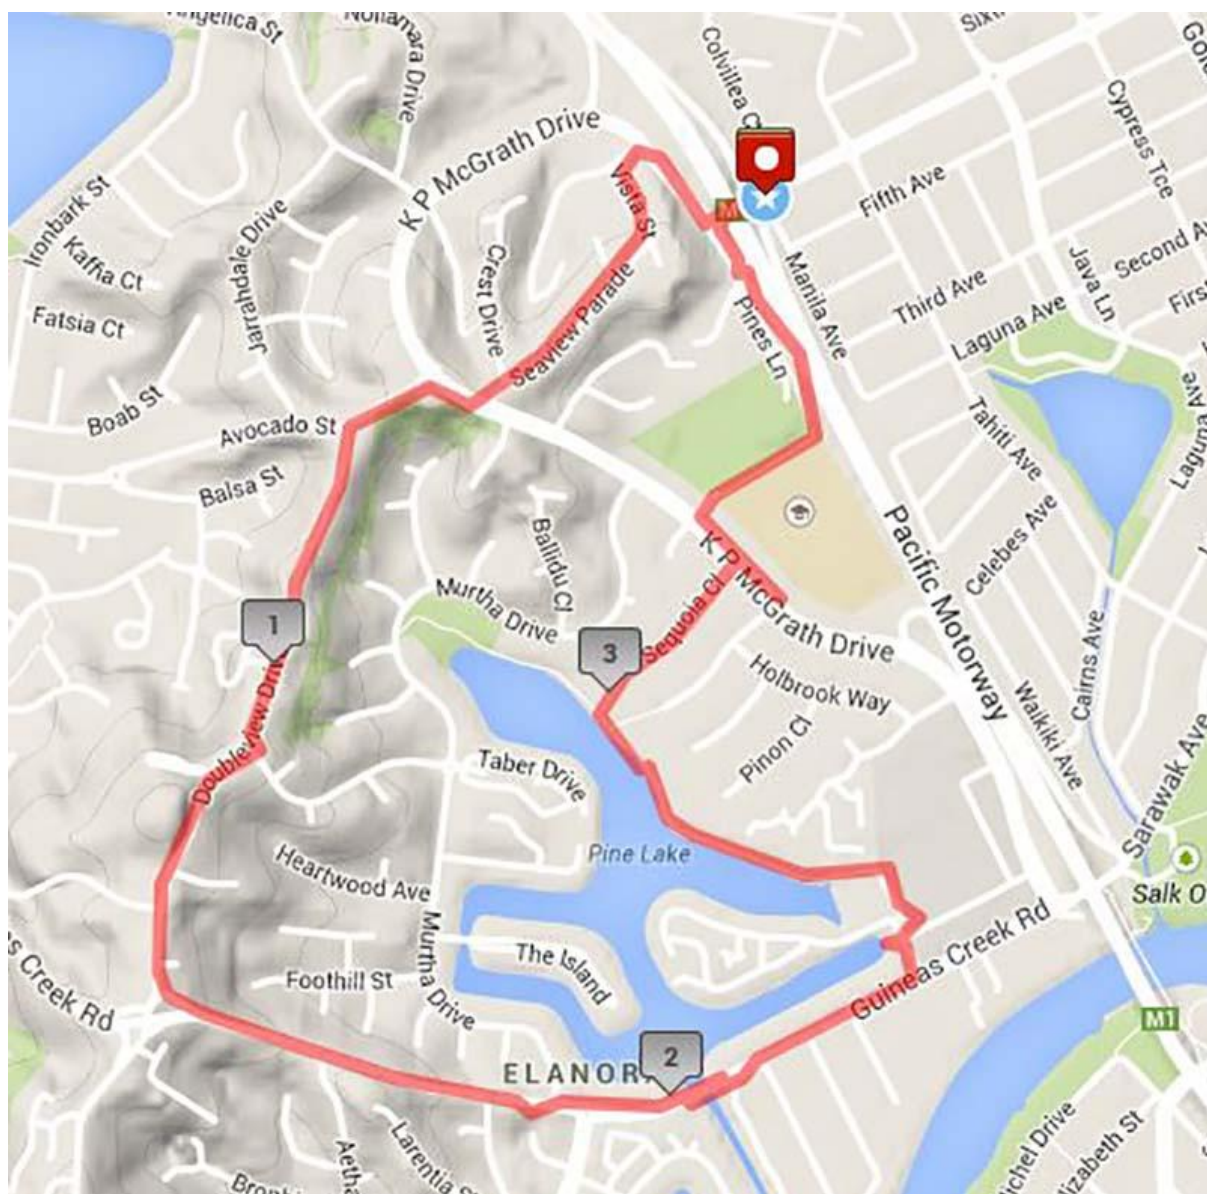 Angelica St
Nollamara Drive
Colvillea Ct
Cypress Tce
K P McGrath Drive
Vista St
Fifth Ave
Ironbark St
Kaffia Ct
Jarrahdale Drive
Crest Drive
Second
Java Ln
Manila Ave
Third Ave
First
Fatsia Ct
Seaview Parade
Pines Ln
Laguna Ave
Boab St
Avocado St
Tahiti Ave
Laguna Ave
Balsa St
Ballidu Ct
Pacific Motorway
Celebes Ave
K P McGrath Drive
Murtha Drive
Sequoia Ct
1
3
Holbrook Way
Cairns Ave
Doubleview Drive
Pinon Ct
Waikiki Ave
Taber Drive
Sarawak Ave
Pine Lake
Heartwood Ave
Salk O
Murtha Drive
The Island
Guineas Creek Rd
Foothill St
s Creek Rd
M1
2
ELANORA
Larentia St
ichel Drive
lizabeth St